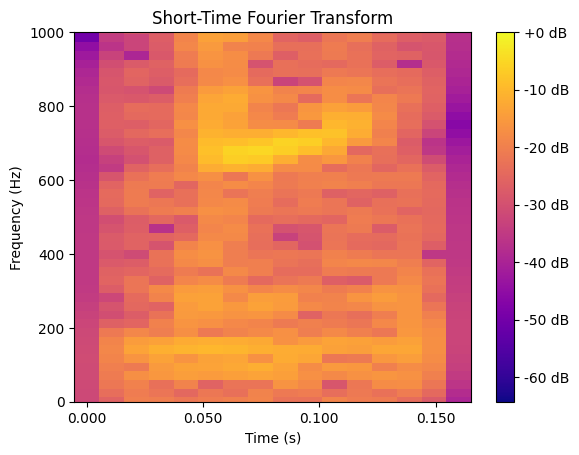 Short-Time Fourier Transform
1000
800
600
400
200
0
Frequency (Hz)
0.000
0.050
0.100
0.150
Time (s)
+0 dB
-10 dB
-20 dB
-30 dB
-40 dB
-50 dB
-60 dB